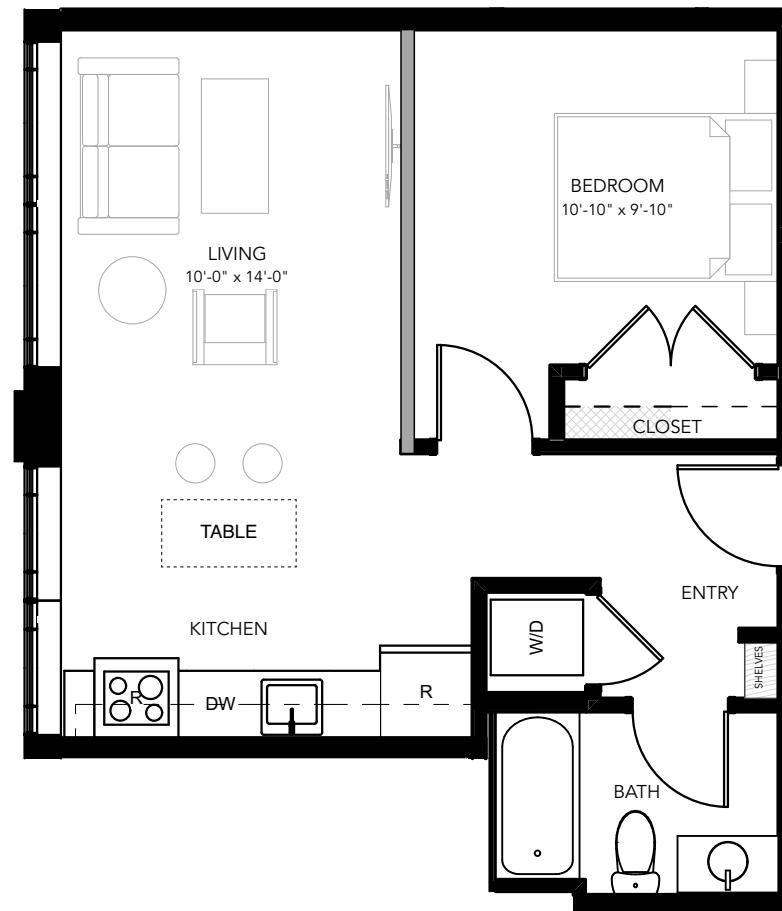 BEDROOM
10'-10" x 9'-10"
LIVING
10'-0" x 14'-0"
CLOSET
TABLE
ENTRY
KITCHEN
W/D
SHELVES
R
DW
R
BATH